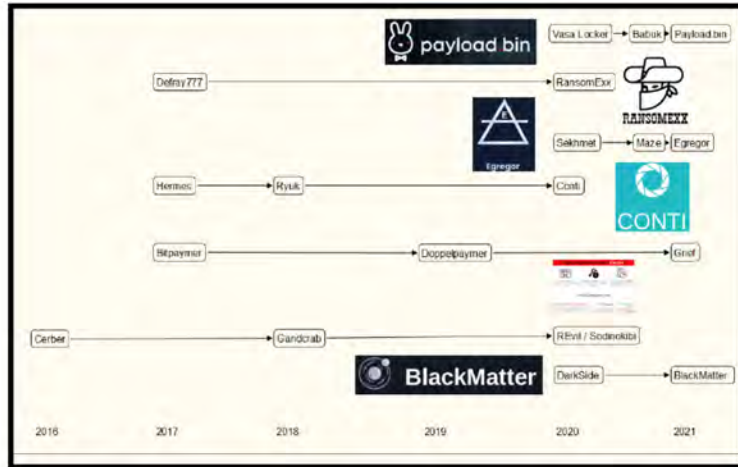 payload.bin
Vasa Locker
Babuk
Payload.bin
Defray777
RansomExx
RANSOMEXX
E
Egregor
Sekhmet
Maze
Egregor
Hermes
Ryuk
Conti
CONTI
Bitpaymer
Doppelpaymer
Grief
Cerber
Gandcrab
REvil / Sodinokibi
BlackMatter
DarkSide
BlackMatter
2016
2017
2018
2019
2020
2021